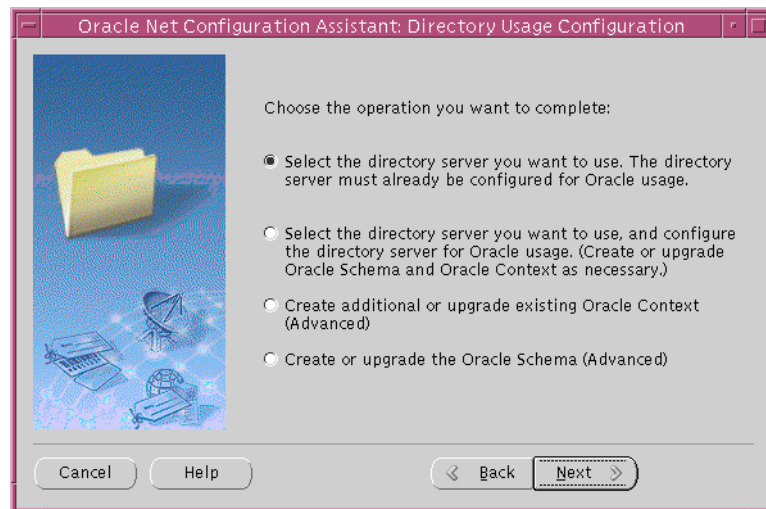 Oracle Net Configuration Assistant: Directory Usage Configuration
Choose the operation you want to complete:
Select the directory server you want to use. The directory
server must already be configured for Oracle usage.
Select the directory server you want to use, and configure
the directory server for Oracle usage. (Create or upgrade
Oracle Schema and Oracle Context as necessary.)
Create additional or upgrade existing Oracle Context
(Advanced)
Create or upgrade the Oracle Schema (Advanced)
Cancel Help Back Next